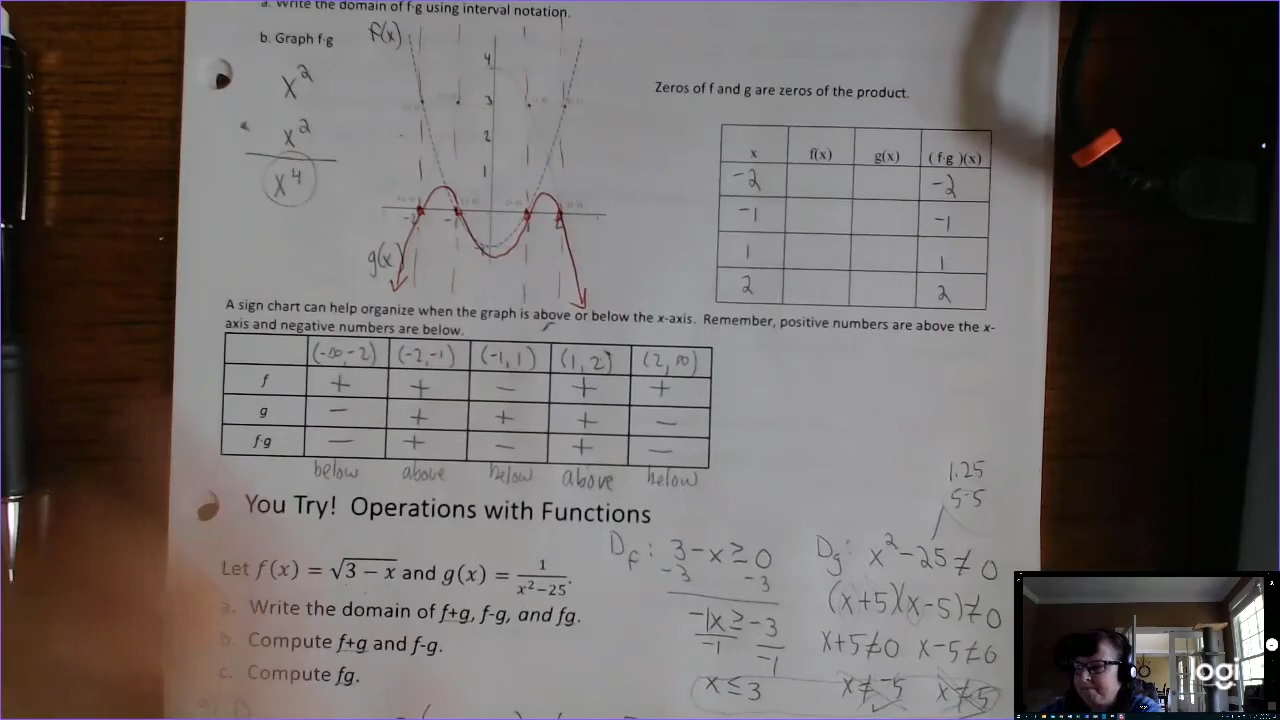 a. Write the domain of f·g using interval notation.
b. Graph f·g
f(x)
x²
· x²
x⁴
4
3
2
1
-2 -1 1 2
-1
g(x)
Zeros of f and g are zeros of the product.
x f(x) g(x) (f·g)(x)
-2 -2
-1 -1
1 1
2 2
A sign chart can help organize when the graph is above or below the x-axis. Remember, positive numbers are above the x-
axis and negative numbers are below.
(-∞,-2) (-2,-1) (-1,1) (1,2) (2,∞)
f + + - + +
g - + + + -
f·g - + - + -
below above below above below
You Try! Operations with Functions
Let f(x) = √3 − x and g(x) = 1/x²−25.
a. Write the domain of f+g, f-g, and fg.
b. Compute f+g and f-g.
c. Compute fg.
D_f: 3-x ≥ 0
-3 -3
-1x ≥ -3
-1 -1
x ≤ 3
1·25
5·5
D_g: x²-25 ≠ 0
(x+5)(x-5) ≠ 0
x+5≠0 x-5≠0
x≠-5 x≠5
logi